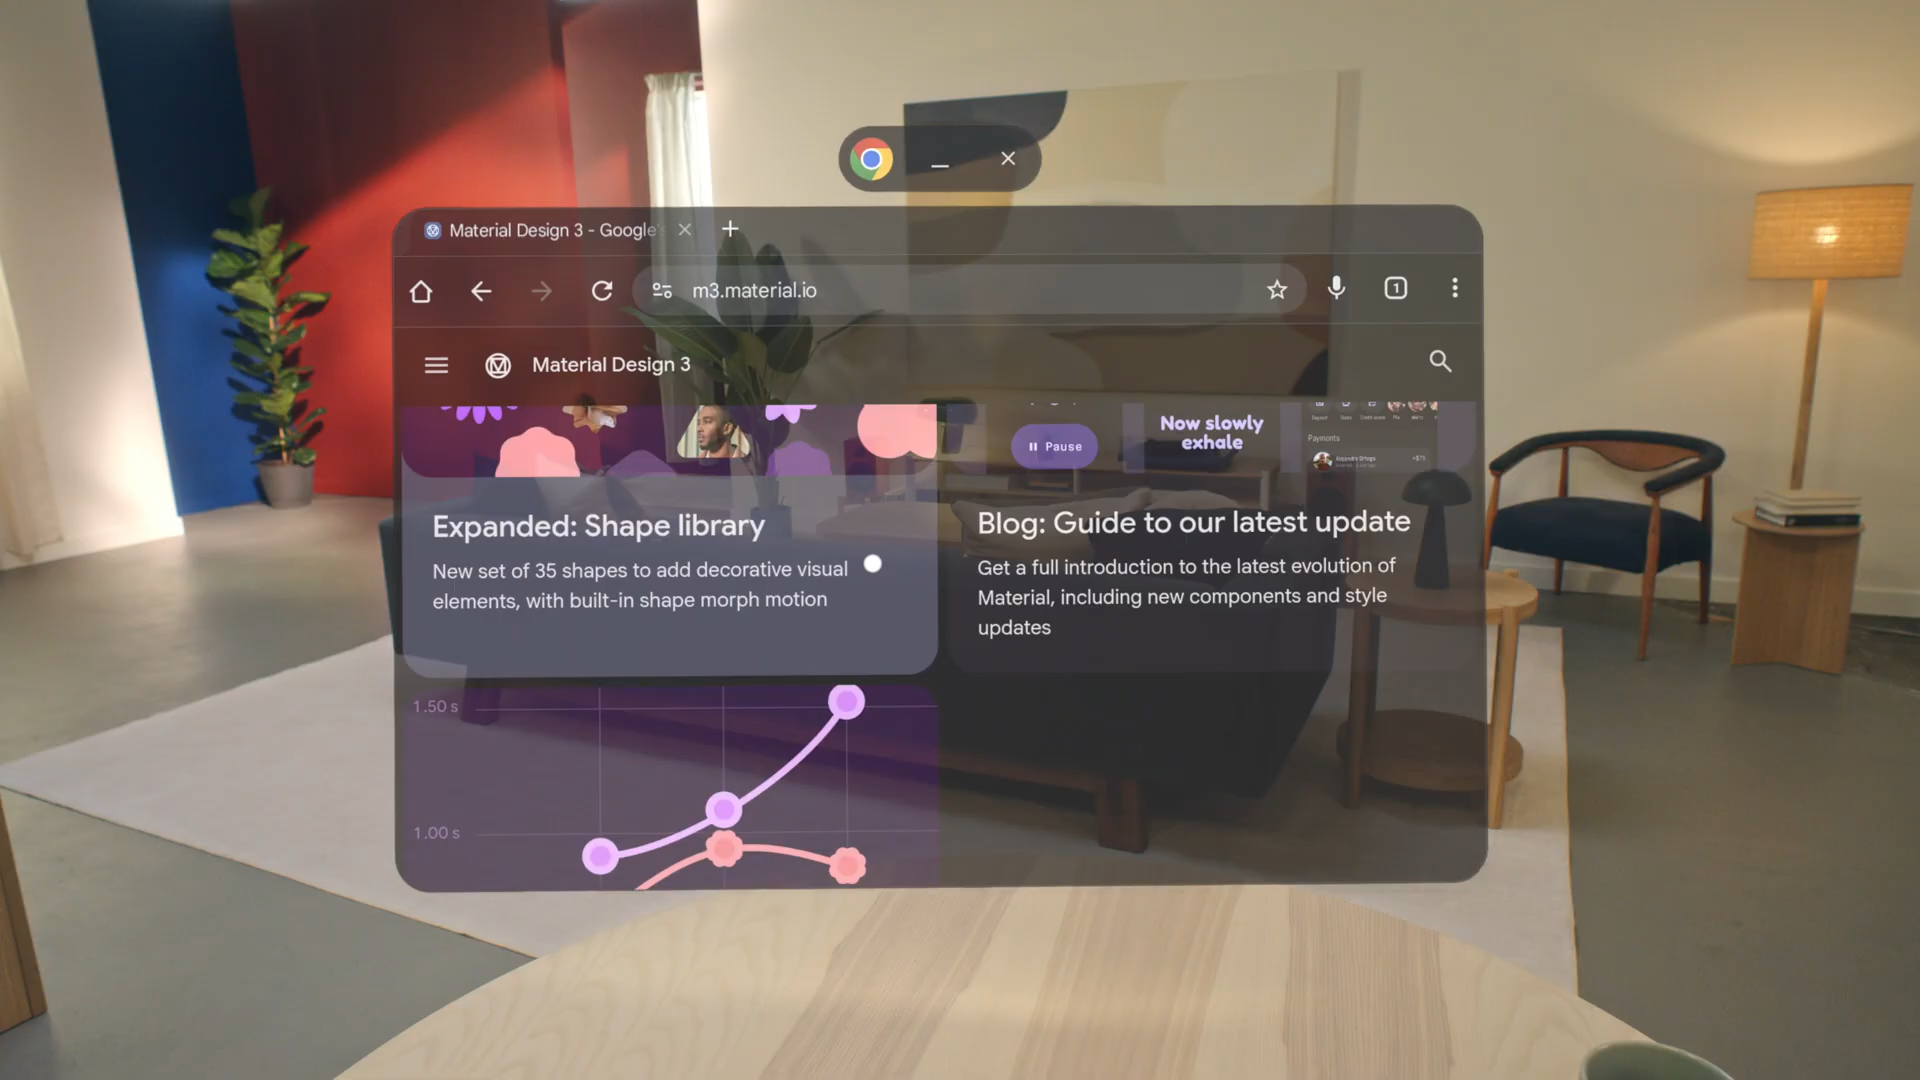 Material Design 3 - Google's
m3.material.io
1
Material Design 3
Pause
Now slowly
exhale
Payments
Expanded: Shape library
New set of 35 shapes to add decorative visual
elements, with built-in shape morph motion
Blog: Guide to our latest update
Get a full introduction to the latest evolution of
Material, including new components and style
updates
1.50 s
1.00 s